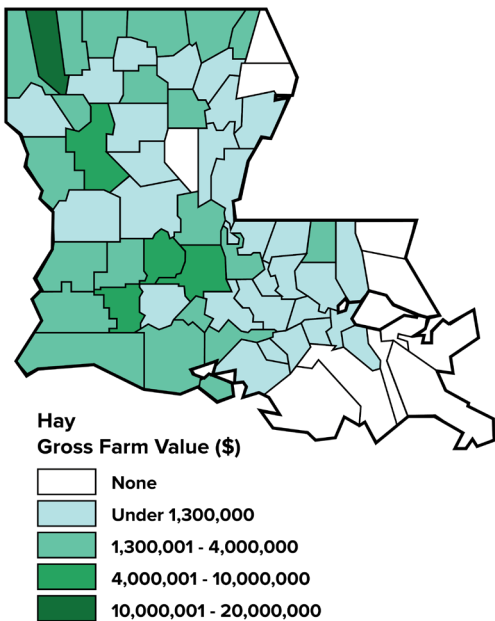 Hay
Gross Farm Value ($)
None
Under 1,300,000
1,300,001 - 4,000,000
4,000,001 - 10,000,000
10,000,001 - 20,000,000